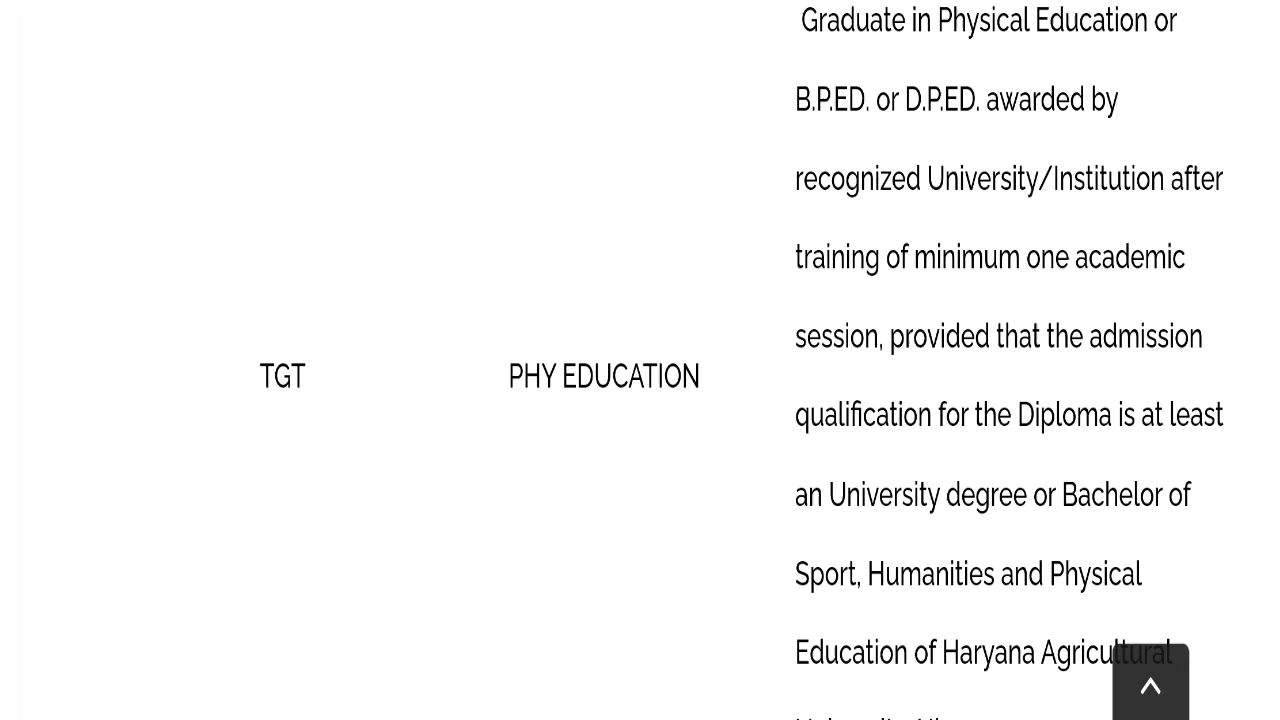 Graduate in Physical Education or
B.P.ED. or D.P.ED. awarded by
recognized University/Institution after
training of minimum one academic
session, provided that the admission
TGT
PHY EDUCATION
qualification for the Diploma is at least
an University degree or Bachelor of
Sport, Humanities and Physical
Education of Haryana Agricultural